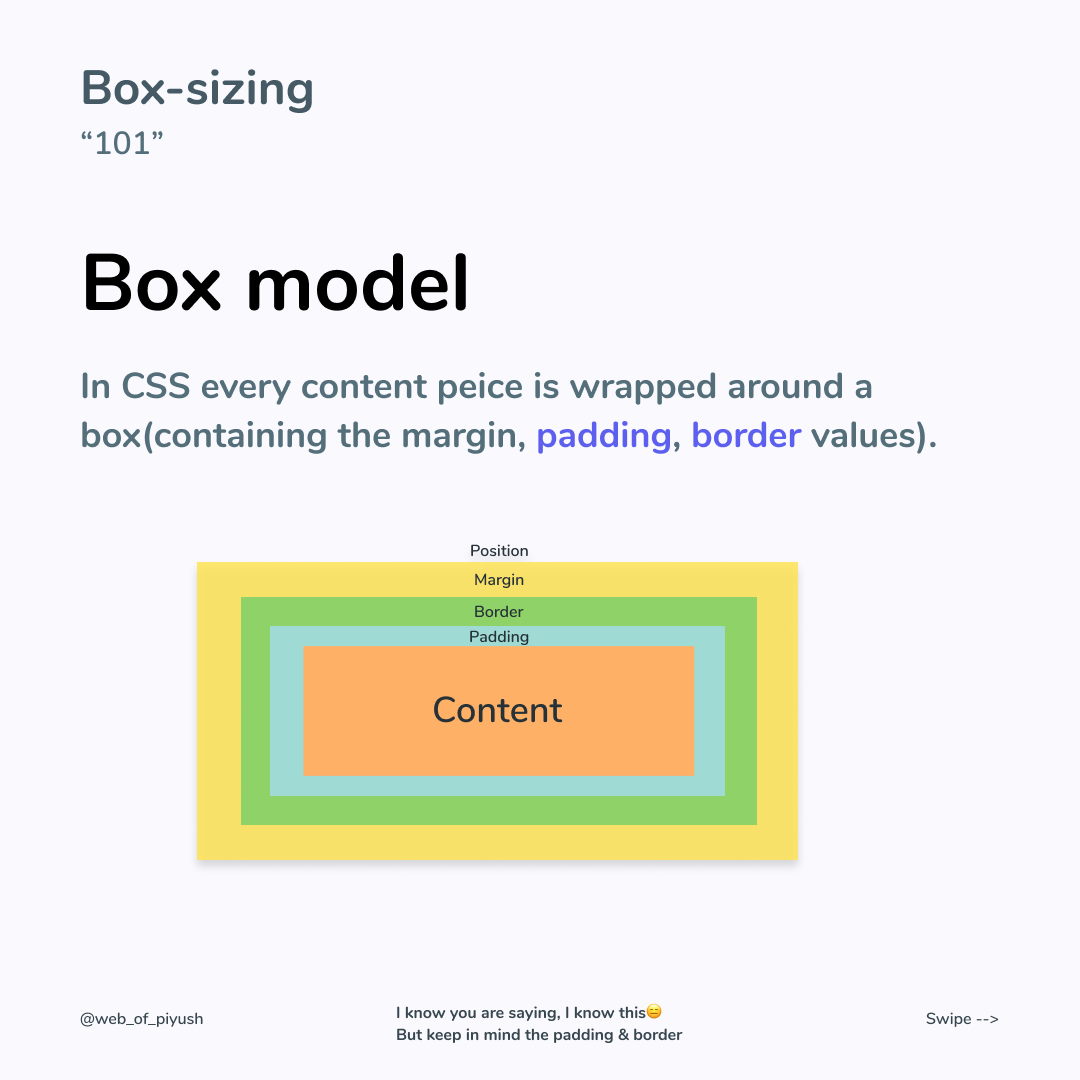 Box-sizing
“101”
Box model
In CSS every content peice is wrapped around a
box(containing the margin, padding, border values).
Position
Margin
Border
Padding
Content
@web_of_piyush
I know you are saying, I know this😑
But keep in mind the padding & border
Swipe -->